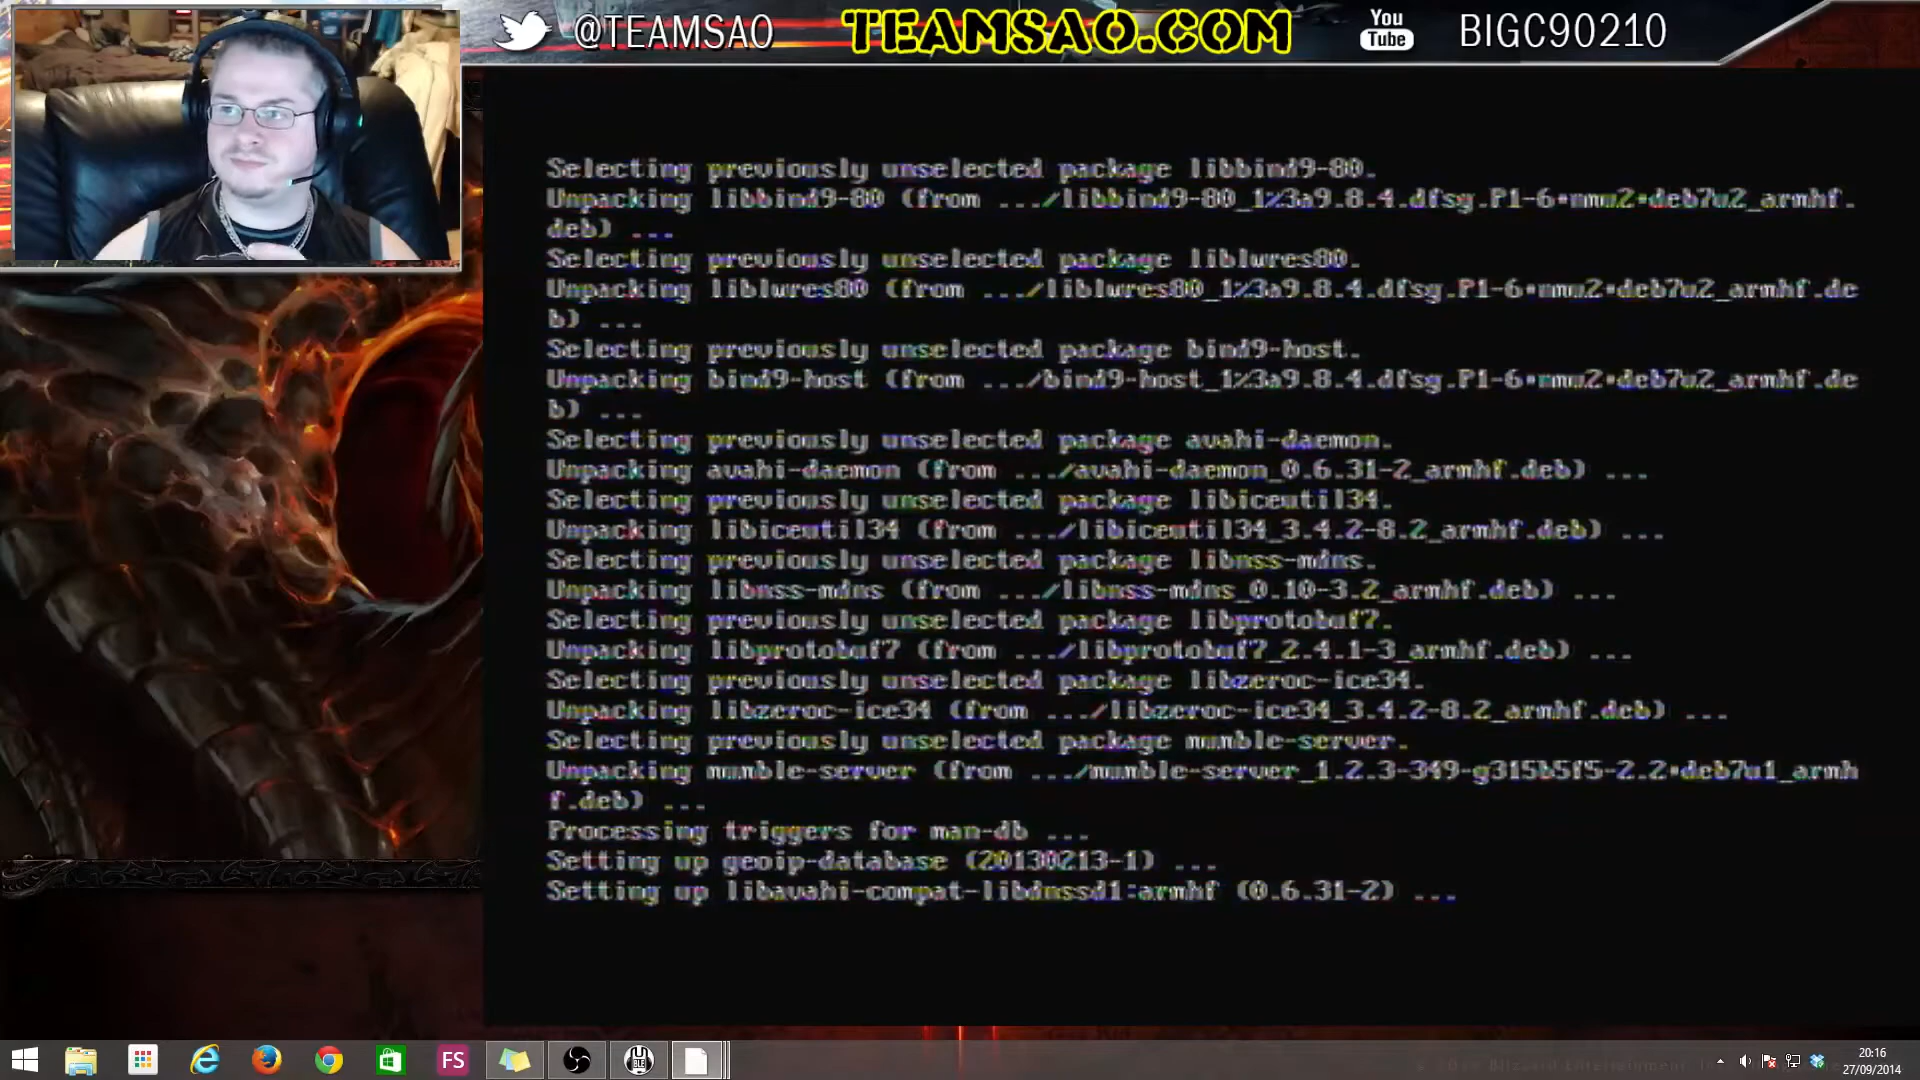 @TEAMSAO
TEAMSAO.COM
You
Tube
BIGC90210
Selecting previously unselected package libbind9-80.
Unpacking libbind9-80 (from .../libbind9-80_1%3a9.8.4.dfsg.P1-6+nmu2+deb7u2_armhf.
deb) ...
Selecting previously unselected package liblwres80.
Unpacking liblwres80 (from .../liblwres80_1%3a9.8.4.dfsg.P1-6+nmu2+deb7u2_armhf.de
b) ...
Selecting previously unselected package bind9-host.
Unpacking bind9-host (from .../bind9-host_1%3a9.8.4.dfsg.P1-6+nmu2+deb7u2_armhf.de
b) ...
Selecting previously unselected package avahi-daemon.
Unpacking avahi-daemon (from .../avahi-daemon_0.6.31-2_armhf.deb) ...
Selecting previously unselected package libiceutil34.
Unpacking libiceutil34 (from .../libiceutil34_3.4.2-8.2_armhf.deb) ...
Selecting previously unselected package libnss-mdns.
Unpacking libnss-mdns (from .../libnss-mdns_0.10-3.2_armhf.deb) ...
Selecting previously unselected package libprotobuf7.
Unpacking libprotobuf7 (from .../libprotobuf7_2.4.1-3_armhf.deb) ...
Selecting previously unselected package libzeroc-ice34.
Unpacking libzeroc-ice34 (from .../libzeroc-ice34_3.4.2-8.2_armhf.deb) ...
Selecting previously unselected package mumble-server.
Unpacking mumble-server (from .../mumble-server_1.2.3-349-g315b5f5-2.2+deb7u1_armh
f.deb) ...
Processing triggers for man-db ...
Setting up geoip-database (20130213-1) ...
Setting up libavahi-compat-libdnssd1:armhf (0.6.31-2) ...
FS
20:16
27/09/2014